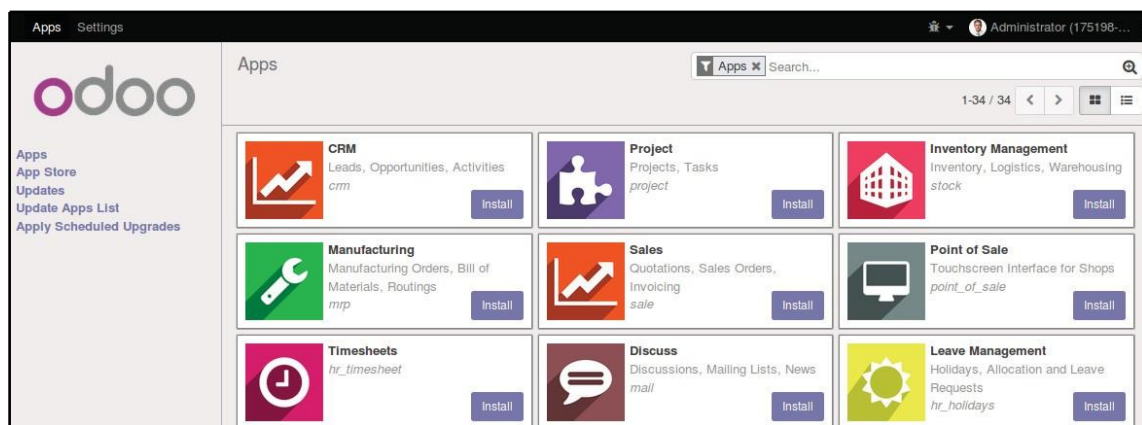 Apps Settings
Administrator (175198-...
odoo
Apps
Apps Search...
1-34 / 34
Apps
App Store
Updates
Update Apps List
Apply Scheduled Upgrades
CRM
Leads, Opportunities, Activities
crm
Install
Project
Projects, Tasks
project
Install
Inventory Management
Inventory, Logistics, Warehousing
stock
Install
Manufacturing
Manufacturing Orders, Bill of
Materials, Routings
mrp
Install
Sales
Quotations, Sales Orders,
Invoicing
sale
Install
Point of Sale
Touchscreen Interface for Shops
point_of_sale
Install
Timesheets
hr_timesheet
Install
Discuss
Discussions, Mailing Lists, News
mail
Install
Leave Management
Holidays, Allocation and Leave
Requests
hr_holidays
Install